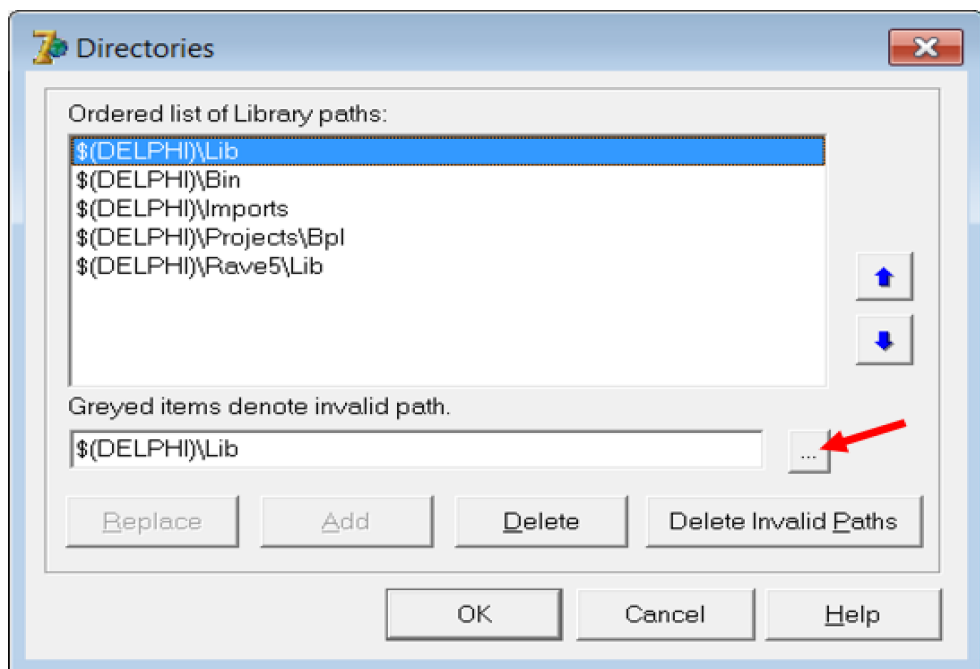 Directories
Ordered list of Library paths:
$(DELPHI)\Lib
$(DELPHI)\Bin
$(DELPHI)\Imports
$(DELPHI)\Projects\Bpl
$(DELPHI)\Rave5\Lib
Greyed items denote invalid path.
$(DELPHI)\Lib
...
Replace Add Delete Delete Invalid Paths
OK Cancel Help